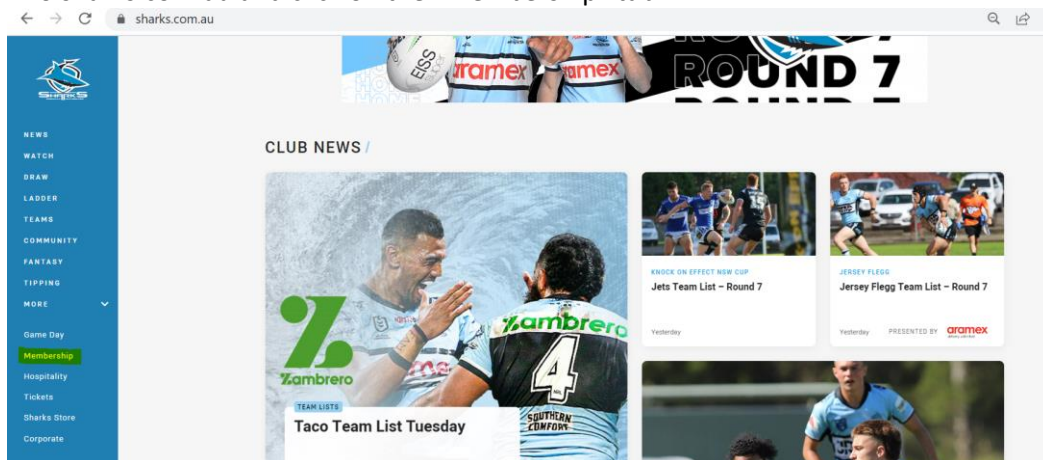 sharks.com.au
SHARKS
NEWS
WATCH
DRAW
LADDER
TEAMS
COMMUNITY
FANTASY
TIPPING
MORE
Game Day
Membership
Hospitality
Tickets
Sharks Store
Corporate
EISS
aramex
ROUND 7
CLUB NEWS /
Zambrero
Zambrero
4
SOUTHERN
COMFORT
TEAM LISTS
Taco Team List Tuesday
KNOCK ON EFFECT NSW CUP
Jets Team List – Round 7
Yesterday
JERSEY FLEGG
Jersey Flegg Team List – Round 7
Yesterday
PRESENTED BY aramex